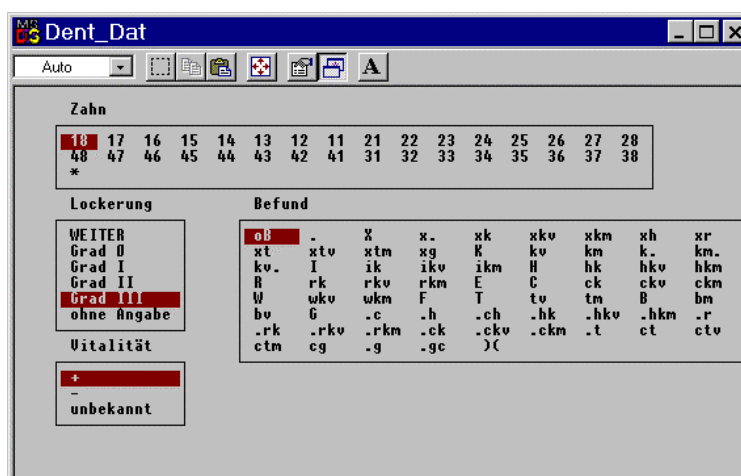 MS DOS Dent_Dat
Auto A
Zahn
18 17 16 15 14 13 12 11 21 22 23 24 25 26 27 28
48 47 46 45 44 43 42 41 31 32 33 34 35 36 37 38
*
Lockerung
WEITER
Grad 0
Grad I
Grad II
Grad III
ohne Angabe
Vitalität
+
-
unbekannt
Befund
oB . X x. xk xkv xkm xh xr
xt xtv xtm xg K kv km k. km.
kv. I ik ikv ikm H hk hkv hkm
R rk rkv rkm E C ck ckv ckm
W wkv wkm F T tv tm B bm
bv G .c .h .ch .hk .hkv .hkm .r
.rk .rkv .rkm .ck .ckv .ckm .t ct ctv
ctm cg .g .gc )(